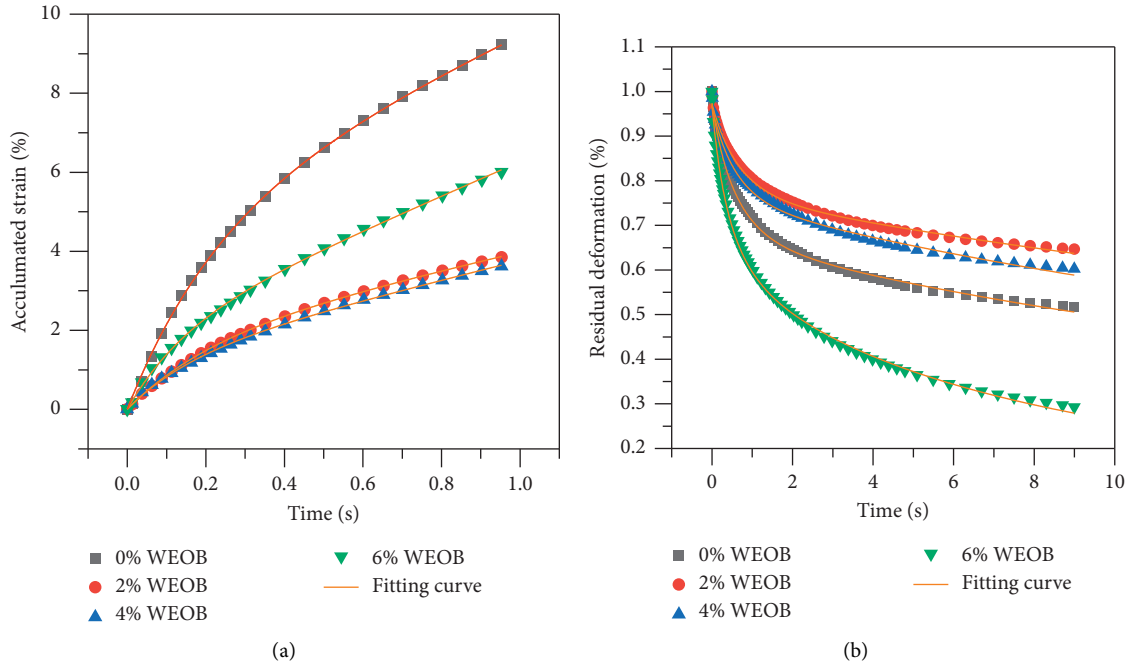 10
8
6
4
2
0
Acculumated strain (%)
0.0 0.2 0.4 0.6 0.8 1.0
Time (s)
0% WEOB
2% WEOB
4% WEOB
6% WEOB
Fitting curve
(a)
1.1
1.0
0.9
0.8
0.7
0.6
0.5
0.4
0.3
0.2
Residual deformation (%)
0 2 4 6 8 10
Time (s)
0% WEOB
2% WEOB
4% WEOB
6% WEOB
Fitting curve
(b)